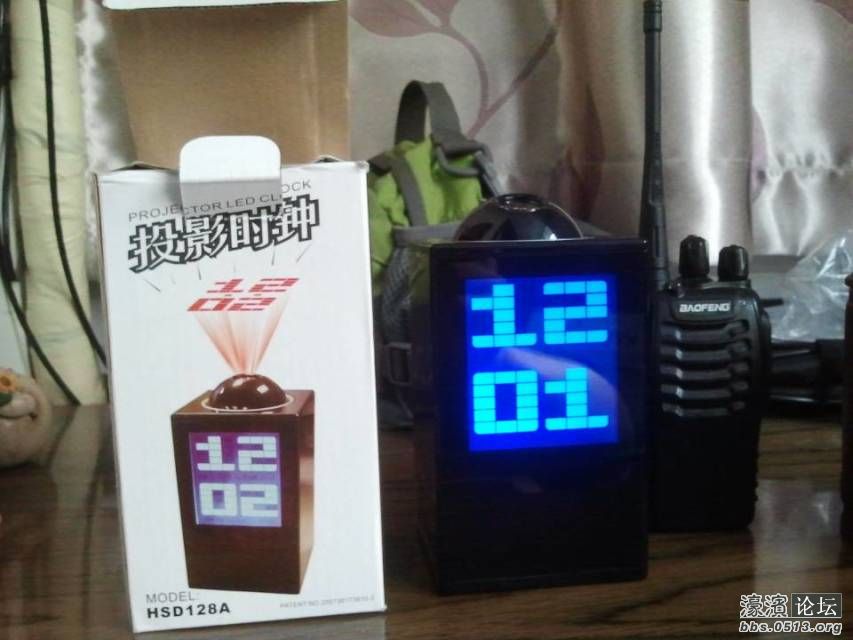 PROJECTOR LED CLOCK
投影时钟
12
02
12
02
MODEL:
HSD128A
12
01
BAOFENG
濠滨论坛
bbs.0513.org